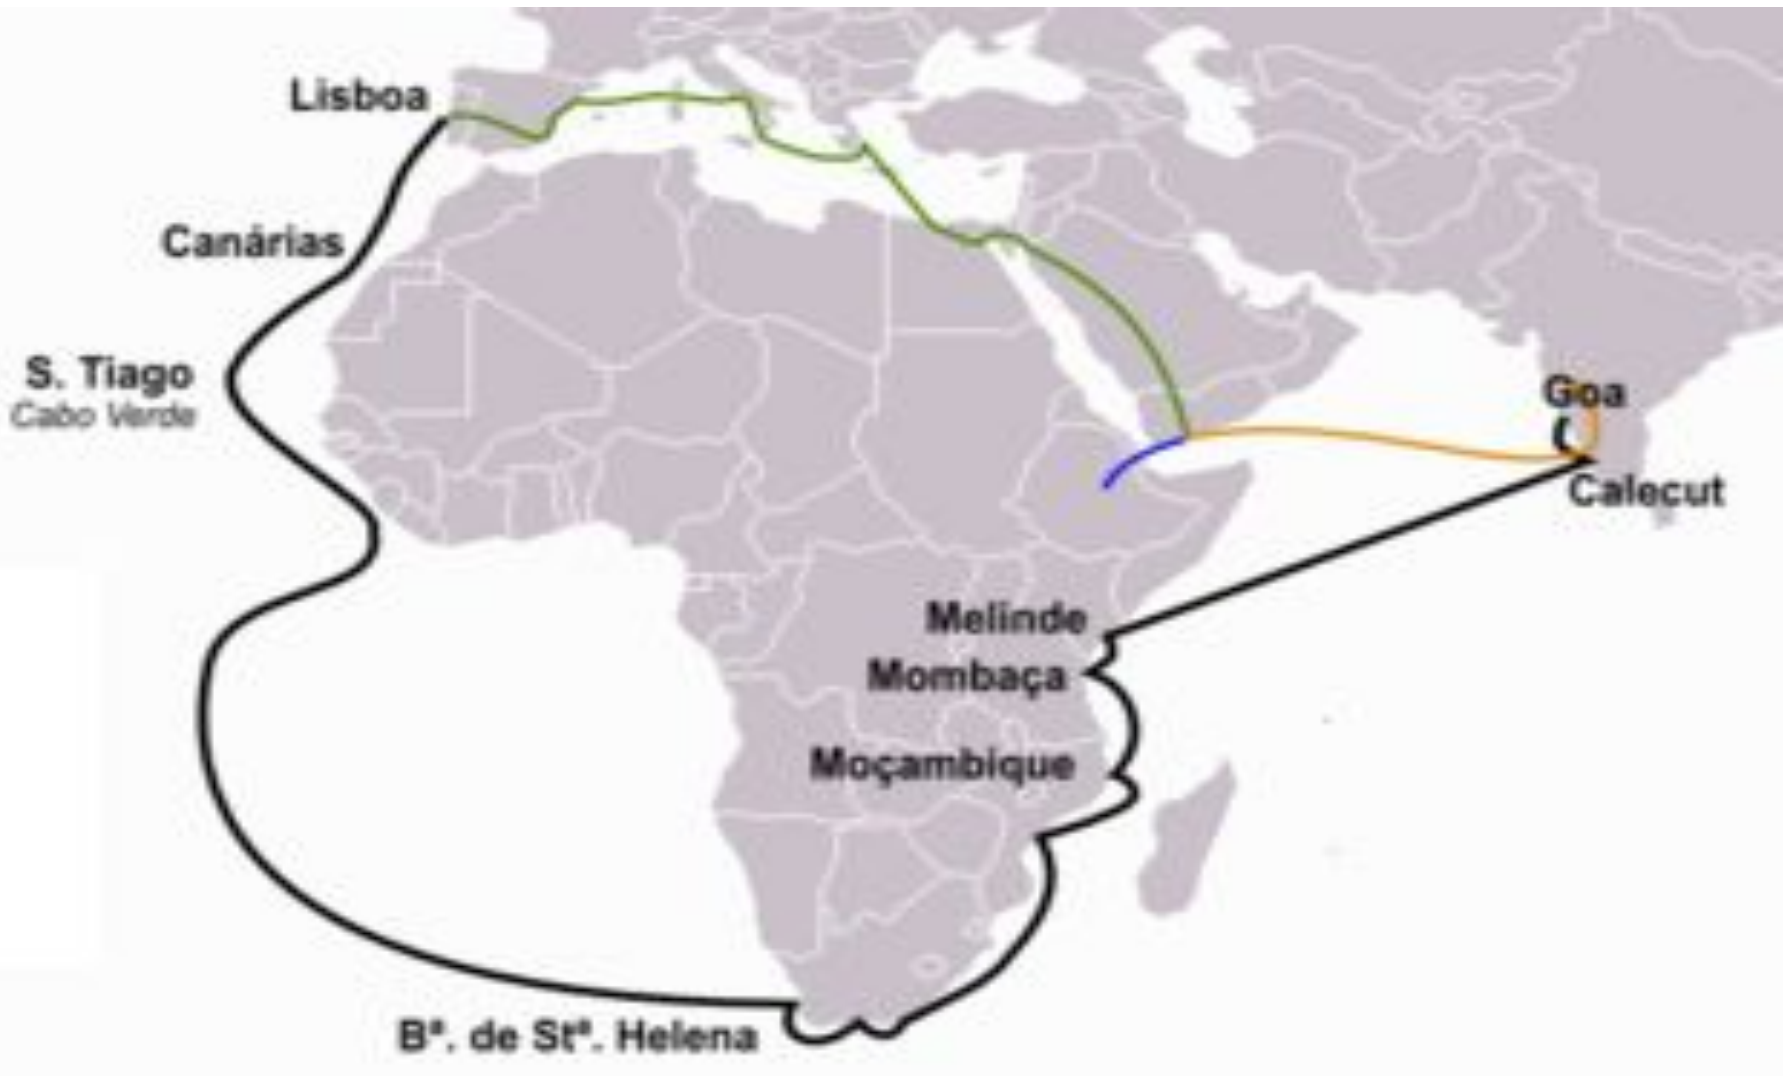 Lisboa
Canárias
S. Tiago
Cabo Verde
Goa
Calecut
Melinde
Mombaça
Moçambique
Bª. de Stª. Helena